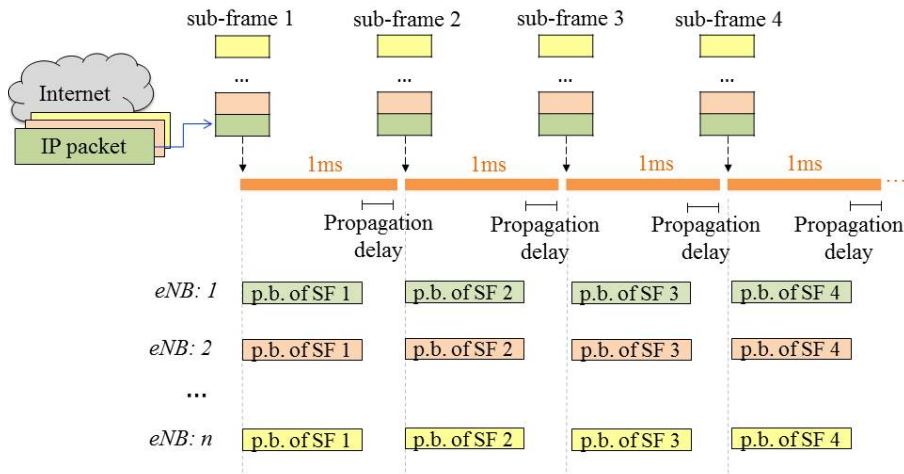 sub-frame 1 sub-frame 2 sub-frame 3 sub-frame 4
... ... ... ...
Internet
IP packet
1ms 1ms 1ms 1ms
...
Propagation delay
Propagation delay
Propagation delay
Propagation delay
eNB: 1 p.b. of SF 1 p.b. of SF 2 p.b. of SF 3 p.b. of SF 4
eNB: 2 p.b. of SF 1 p.b. of SF 2 p.b. of SF 3 p.b. of SF 4
...
eNB: n p.b. of SF 1 p.b. of SF 2 p.b. of SF 3 p.b. of SF 4